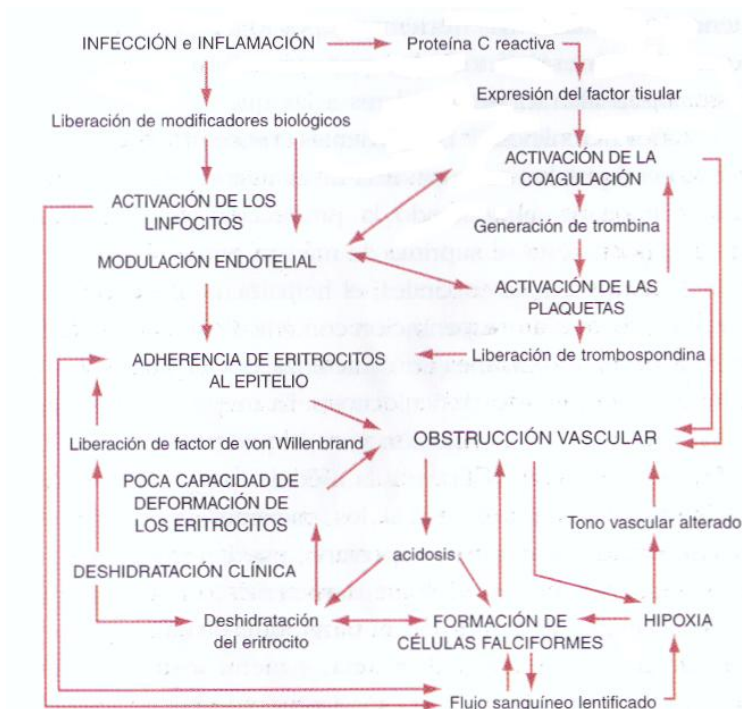 INFECCIÓN e INFLAMACIÓN
Proteína C reactiva
Expresión del factor tisular
Liberación de modificadores biológicos
ACTIVACIÓN DE LA
COAGULACIÓN
ACTIVACIÓN DE LOS
LINFOCITOS
Generación de trombina
MODULACIÓN ENDOTELIAL
ACTIVACIÓN DE LAS
PLAQUETAS
ADHERENCIA DE ERITROCITOS
AL EPITELIO
Liberación de trombospondina
Liberación de factor de von Willenbrand
OBSTRUCCIÓN VASCULAR
POCA CAPACIDAD DE
DEFORMACIÓN DE
LOS ERITROCITOS
Tono vascular alterado
acidosis
DESHIDRATACIÓN CLÍNICA
Deshidratación
del eritrocito
FORMACIÓN DE
CÉLULAS FALCIFORMES
HIPOXIA
Flujo sanguíneo lentificado